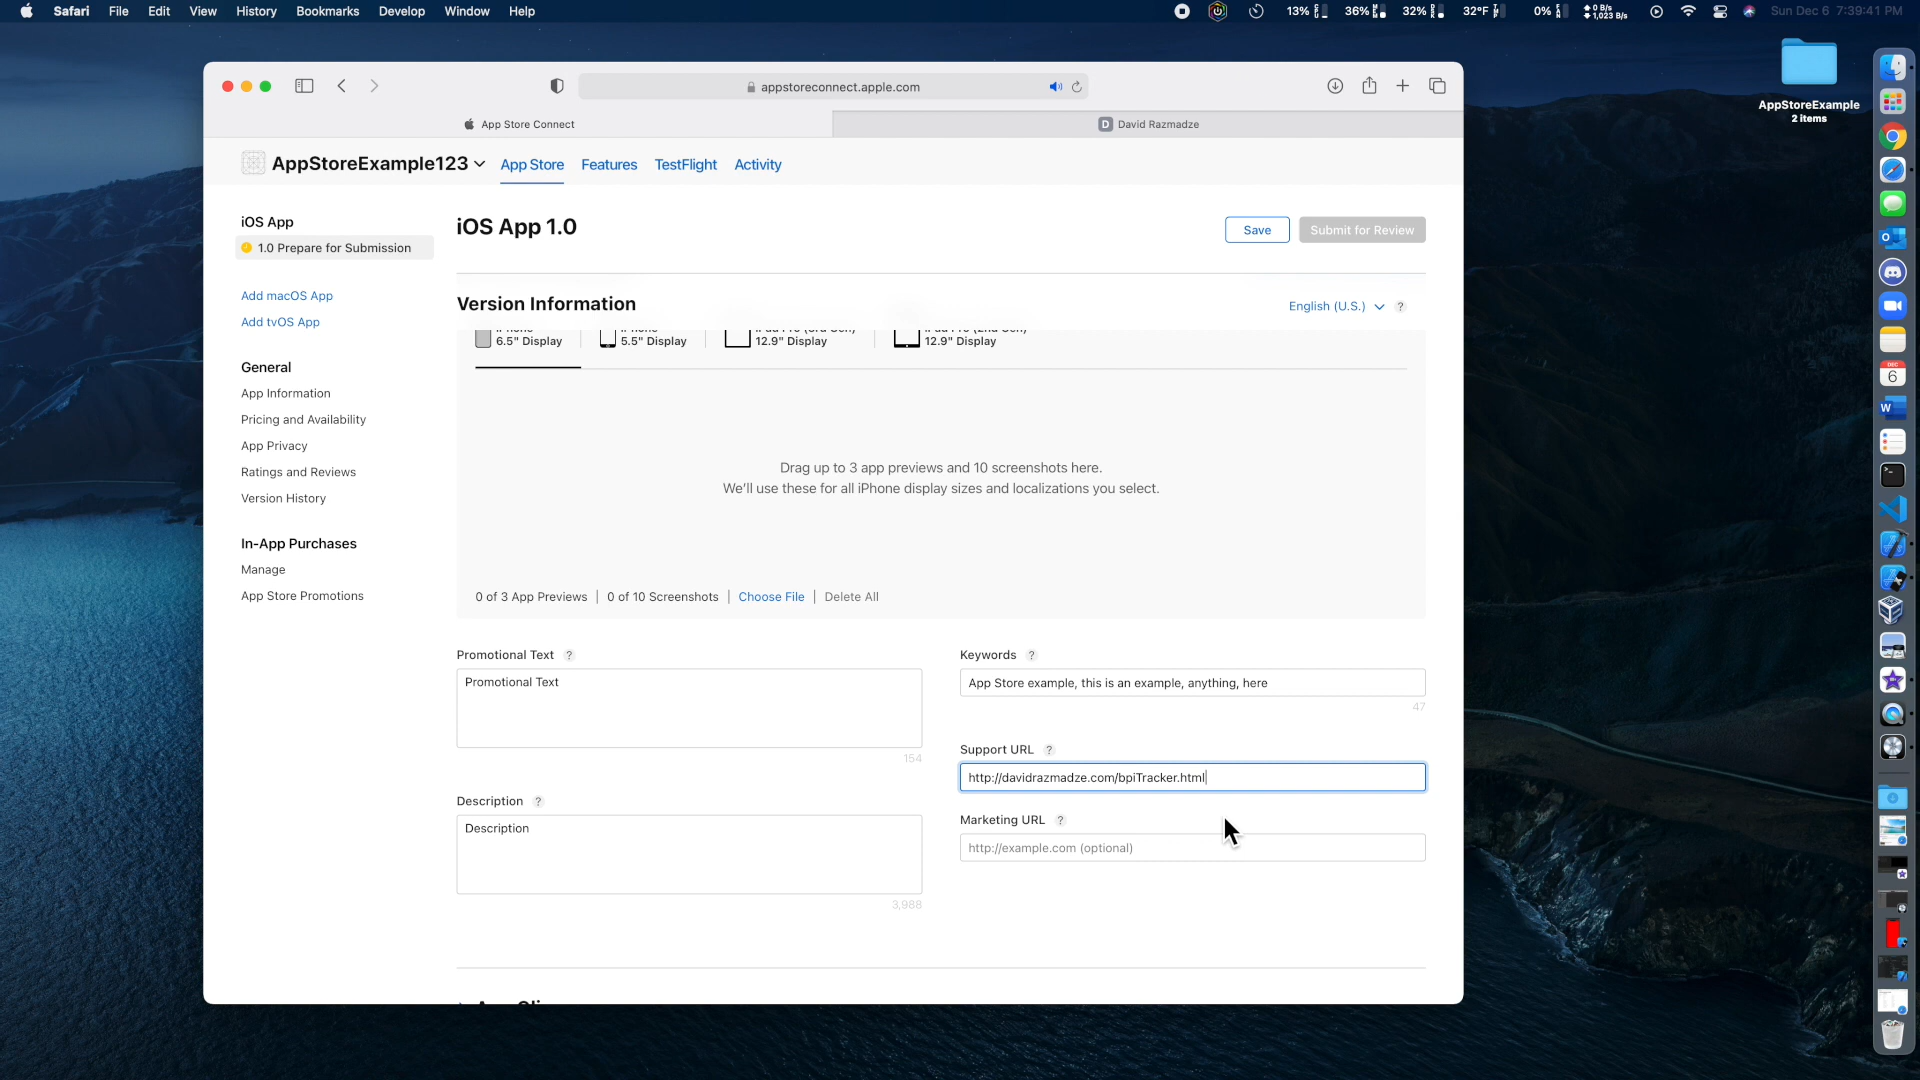 Safari File Edit View History Bookmarks Develop Window Help
13% 36% 32% 32°F 0% 0 B/s 1,023 B/s Sun Dec 6 7:39:41 PM
AppStoreExample
2 items
appstoreconnect.apple.com
App Store Connect
D David Razmadze
AppStoreExample123 App Store Features TestFlight Activity
iOS App
1.0 Prepare for Submission
Add macOS App
Add tvOS App
General
App Information
Pricing and Availability
App Privacy
Ratings and Reviews
Version History
In-App Purchases
Manage
App Store Promotions
iOS App 1.0
Save Submit for Review
Version Information
English (U.S.) ?
6.5" Display
5.5" Display
12.9" Display
12.9" Display
Drag up to 3 app previews and 10 screenshots here.
We'll use these for all iPhone display sizes and localizations you select.
0 of 3 App Previews | 0 of 10 Screenshots | Choose File | Delete All
Promotional Text ?
Promotional Text
154
Description ?
Description
3,988
Keywords ?
App Store example, this is an example, anything, here
47
Support URL ?
http://davidrazmadze.com/bpiTracker.html
Marketing URL ?
http://example.com (optional)
DEC
6
W